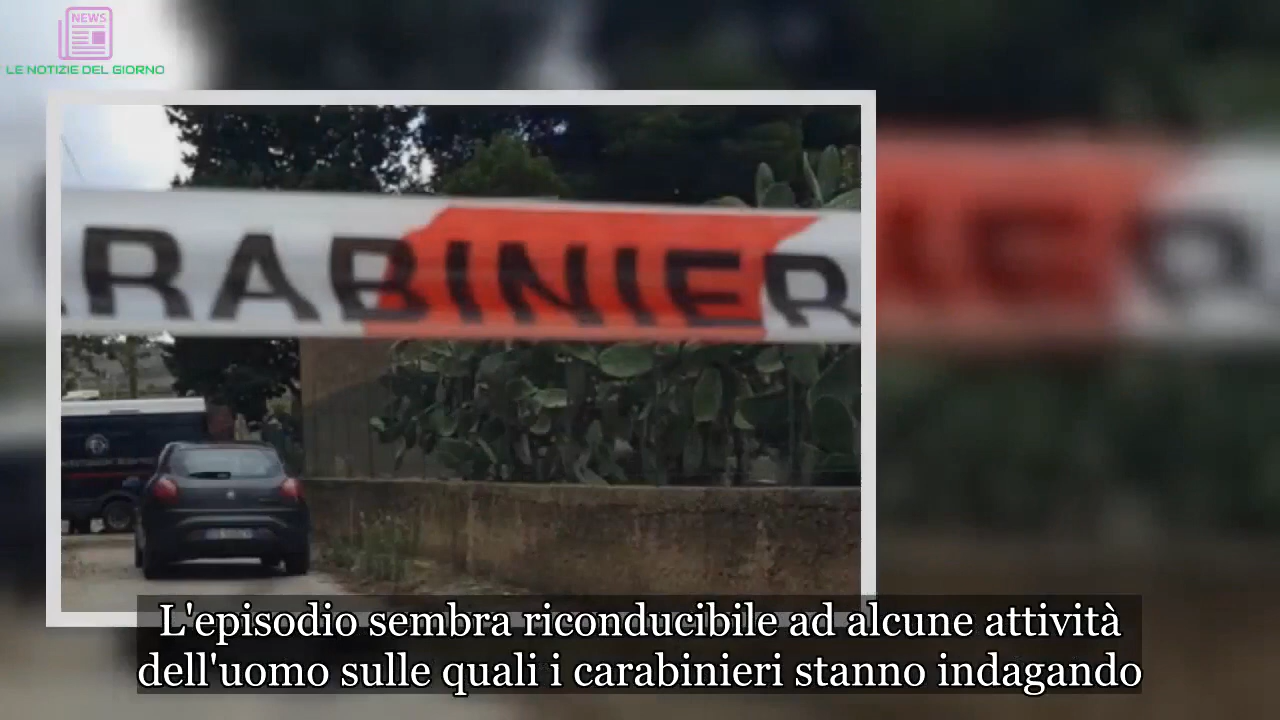 NEWS
LE NOTIZIE DEL GIORNO
RABINIER
L'episodio sembra riconducibile ad alcune attività
dell'uomo sulle quali i carabinieri stanno indagando